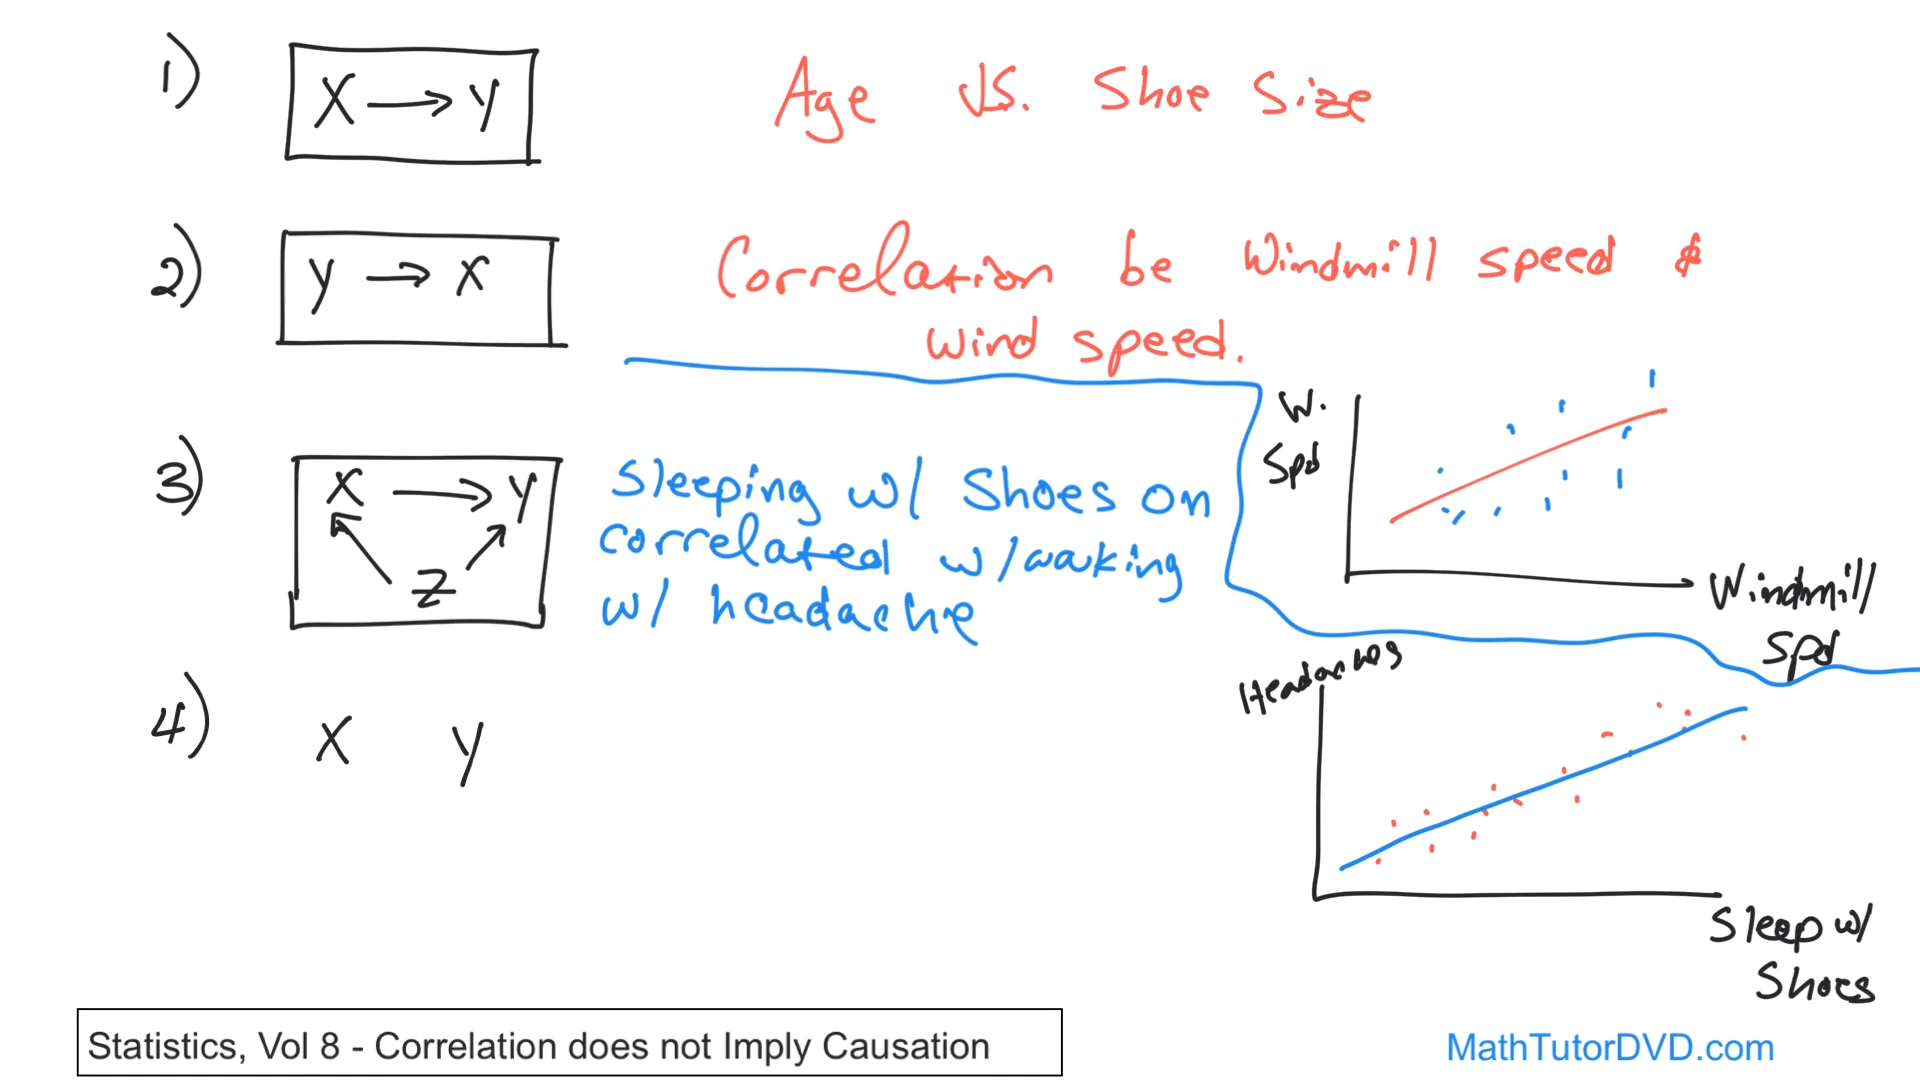 1) X → Y Age vs. Shoe Size
2) Y → X Correlation be Windmill speed &
wind speed.
W.
Spd
Windmill
Spd
3) X → Y Sleeping w/ Shoes on
correlated w/waking
Z w/ headache
Headaches
4) X Y
Sleep w/
Shoes
Statistics, Vol 8 - Correlation does not Imply Causation
MathTutorDVD.com